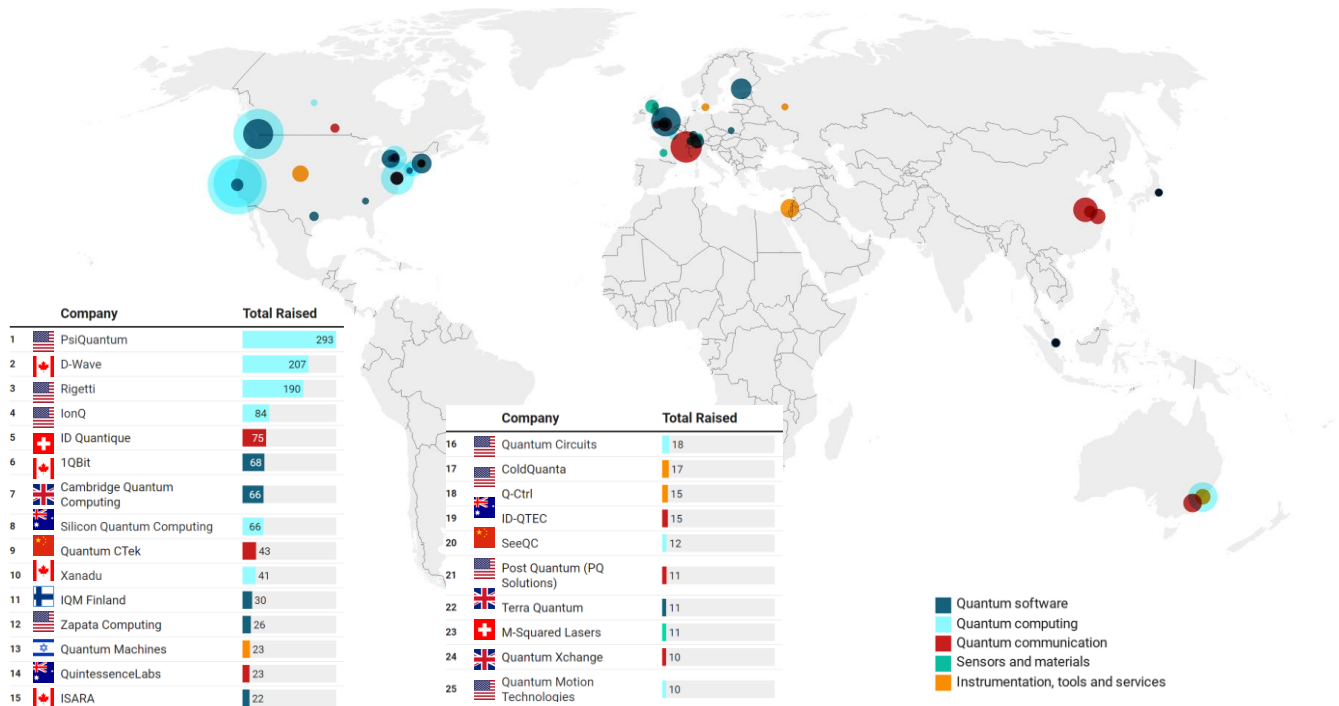 Company Total Raised
1 PsiQuantum 293
2 D-Wave 207
3 Rigetti 190
4 IonQ 84
5 ID Quantique 75
6 1QBit 68
7 Cambridge Quantum
Computing 66
8 Silicon Quantum Computing 66
9 Quantum CTek 43
10 Xanadu 41
11 IQM Finland 30
12 Zapata Computing 26
13 Quantum Machines 23
14 QuintessenceLabs 23
15 ISARA 22
Company Total Raised
16 Quantum Circuits 18
17 ColdQuanta 17
18 Q-Ctrl 15
19 ID-QTEC 15
20 SeeQC 12
21 Post Quantum (PQ
Solutions) 11
22 Terra Quantum 11
23 M-Squared Lasers 11
24 Quantum Xchange 10
25 Quantum Motion
Technologies 10
Quantum software
Quantum computing
Quantum communication
Sensors and materials
Instrumentation, tools and services